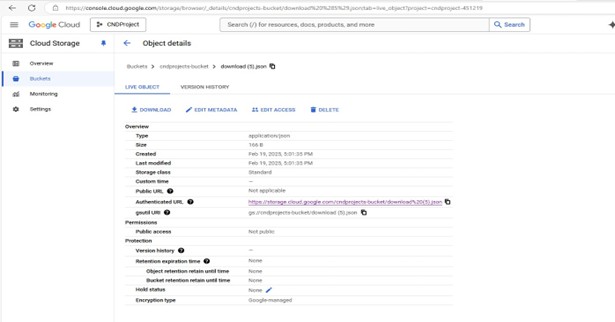 https://console.cloud.google.com/storage/browser/_details/cndprojects-bucket/download%20%285%29.json;tab=live_object?project=cndproject-451219
Google Cloud
CNDProject
Search (/) for resources, docs, products, and more
Search
Cloud Storage
Object details
Overview
Buckets
Monitoring
Settings
Buckets > cndprojects-bucket > download (5).json
LIVE OBJECT VERSION HISTORY
DOWNLOAD EDIT METADATA EDIT ACCESS DELETE
Overview
Type application/json
Size 166 B
Created Feb 19, 2025, 5:01:35 PM
Last modified Feb 19, 2025, 5:01:35 PM
Storage class Standard
Custom time —
Public URL Not applicable
Authenticated URL https://storage.cloud.google.com/cndprojects-bucket/download%20(5).json
gsutil URI gs://cndprojects-bucket/download (5).json
Permissions
Public access Not public
Protection
Version history —
Retention expiration time None
Object retention retain until time None
Bucket retention retain until time None
Hold status None
Encryption type Google-managed